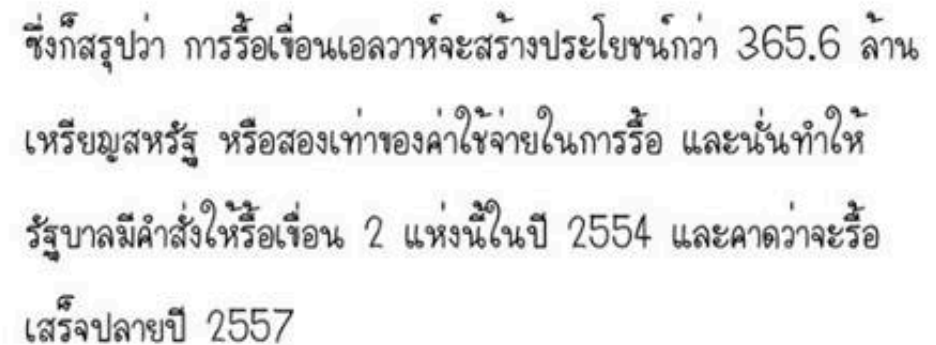 ซึ่งก็สรุปว่า การรื้อเขื่อนเอลวาห์จะสร้างประโยชน์กว่า 365.6 ล้าน
เหรียญสหรัฐ หรือสองเท่าของค่าใช้จ่ายในการรื้อ และนั่นทำให้
รัฐบาลมีคำสั่งให้รื้อเขื่อน 2 แห่งนี้ในปี 2554 และคาดว่าจะรื้อ
เสร็จปลายปี 2557